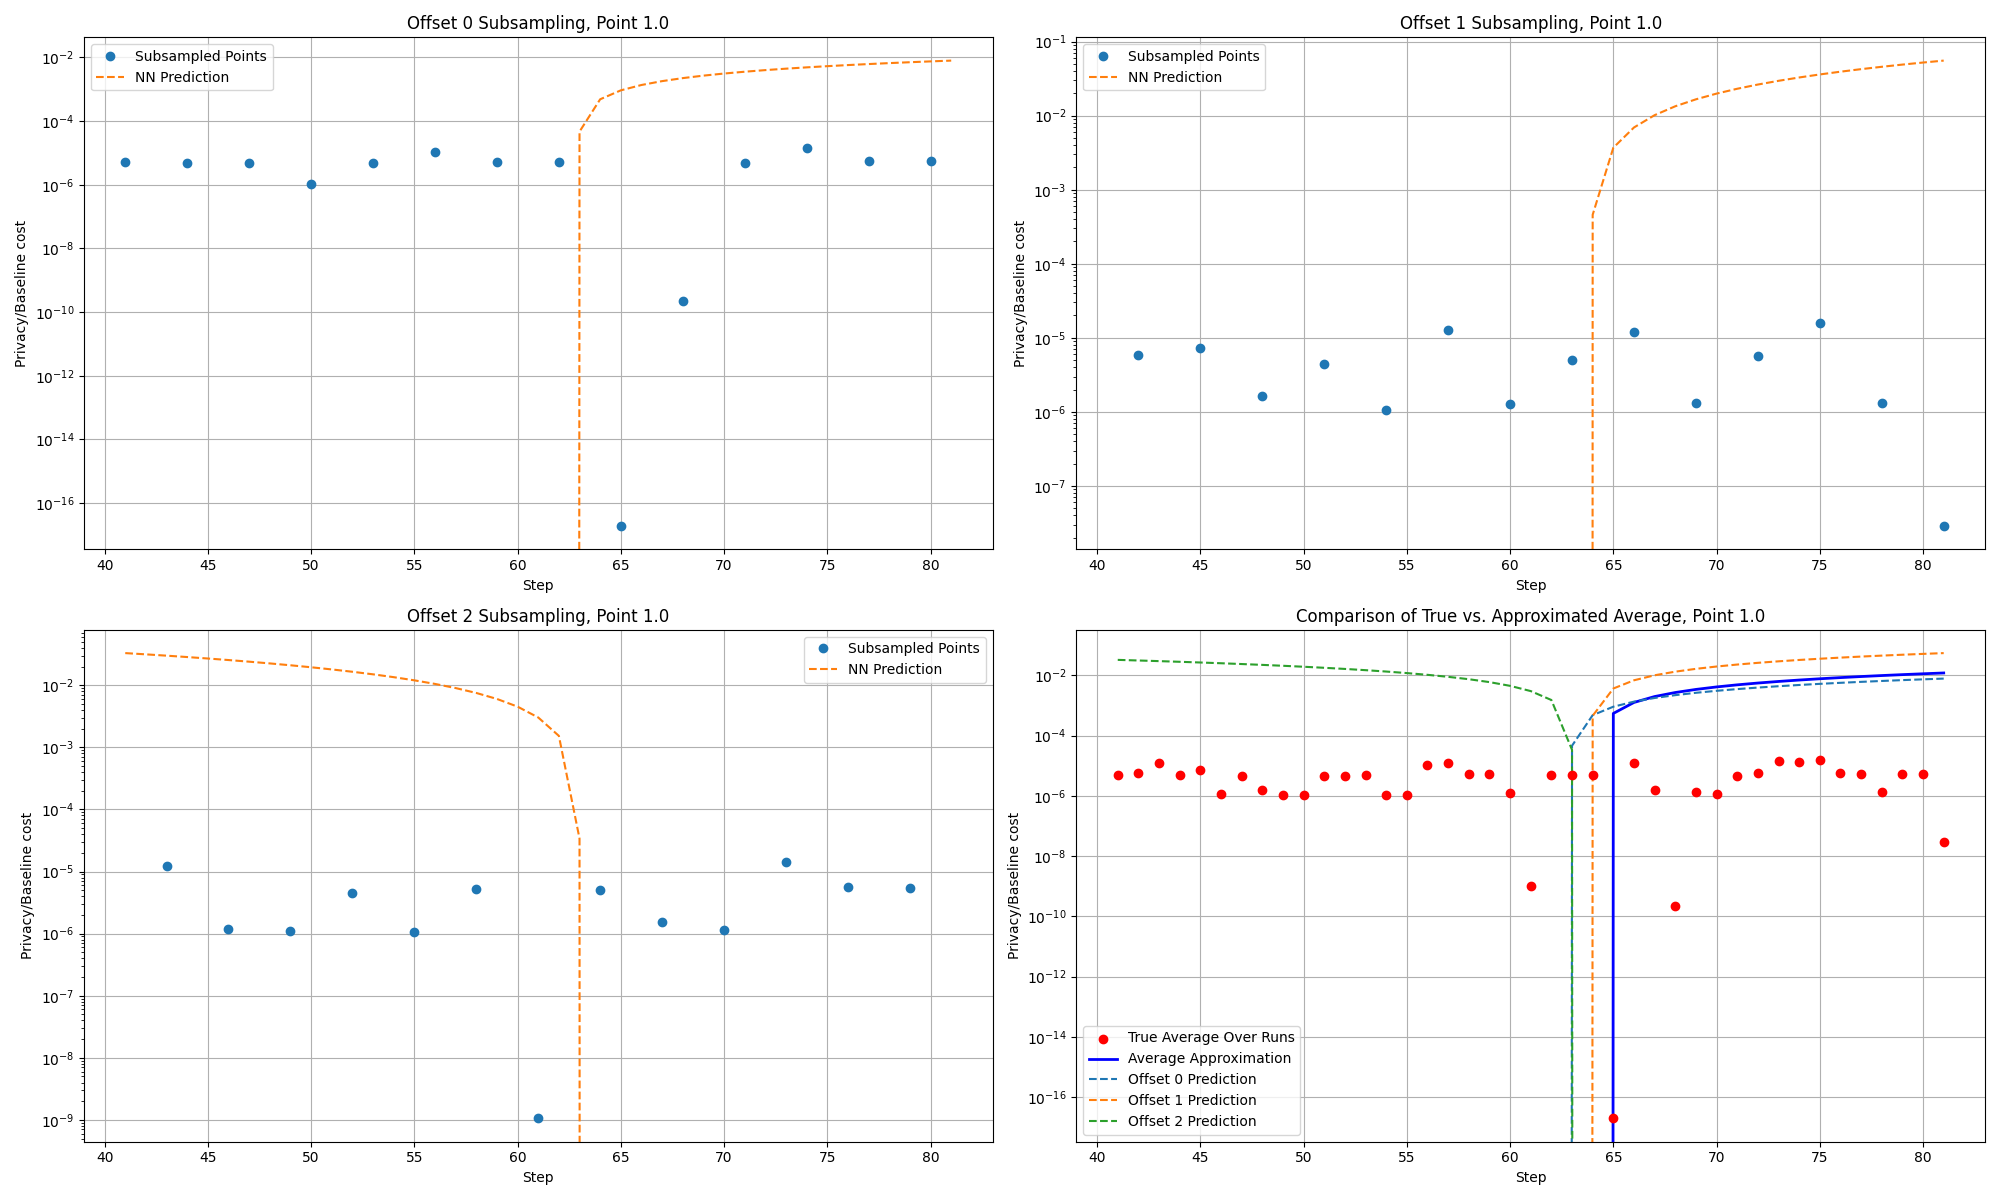 Offset 0 Subsampling, Point 1.0
Subsampled Points
NN Prediction
Privacy/Baseline cost
10⁻²
10⁻⁴
10⁻⁶
10⁻⁸
10⁻¹⁰
10⁻¹²
10⁻¹⁴
10⁻¹⁶
40 45 50 55 60 65 70 75 80
Step
Offset 1 Subsampling, Point 1.0
Subsampled Points
NN Prediction
Privacy/Baseline cost
10⁻¹
10⁻²
10⁻³
10⁻⁴
10⁻⁵
10⁻⁶
10⁻⁷
40 45 50 55 60 65 70 75 80
Step
Offset 2 Subsampling, Point 1.0
Subsampled Points
NN Prediction
Privacy/Baseline cost
10⁻²
10⁻³
10⁻⁴
10⁻⁵
10⁻⁶
10⁻⁷
10⁻⁸
10⁻⁹
40 45 50 55 60 65 70 75 80
Step
Comparison of True vs. Approximated Average, Point 1.0
Privacy/Baseline cost
10⁻²
10⁻⁴
10⁻⁶
10⁻⁸
10⁻¹⁰
10⁻¹²
10⁻¹⁴
10⁻¹⁶
True Average Over Runs
Average Approximation
Offset 0 Prediction
Offset 1 Prediction
Offset 2 Prediction
40 45 50 55 60 65 70 75 80
Step